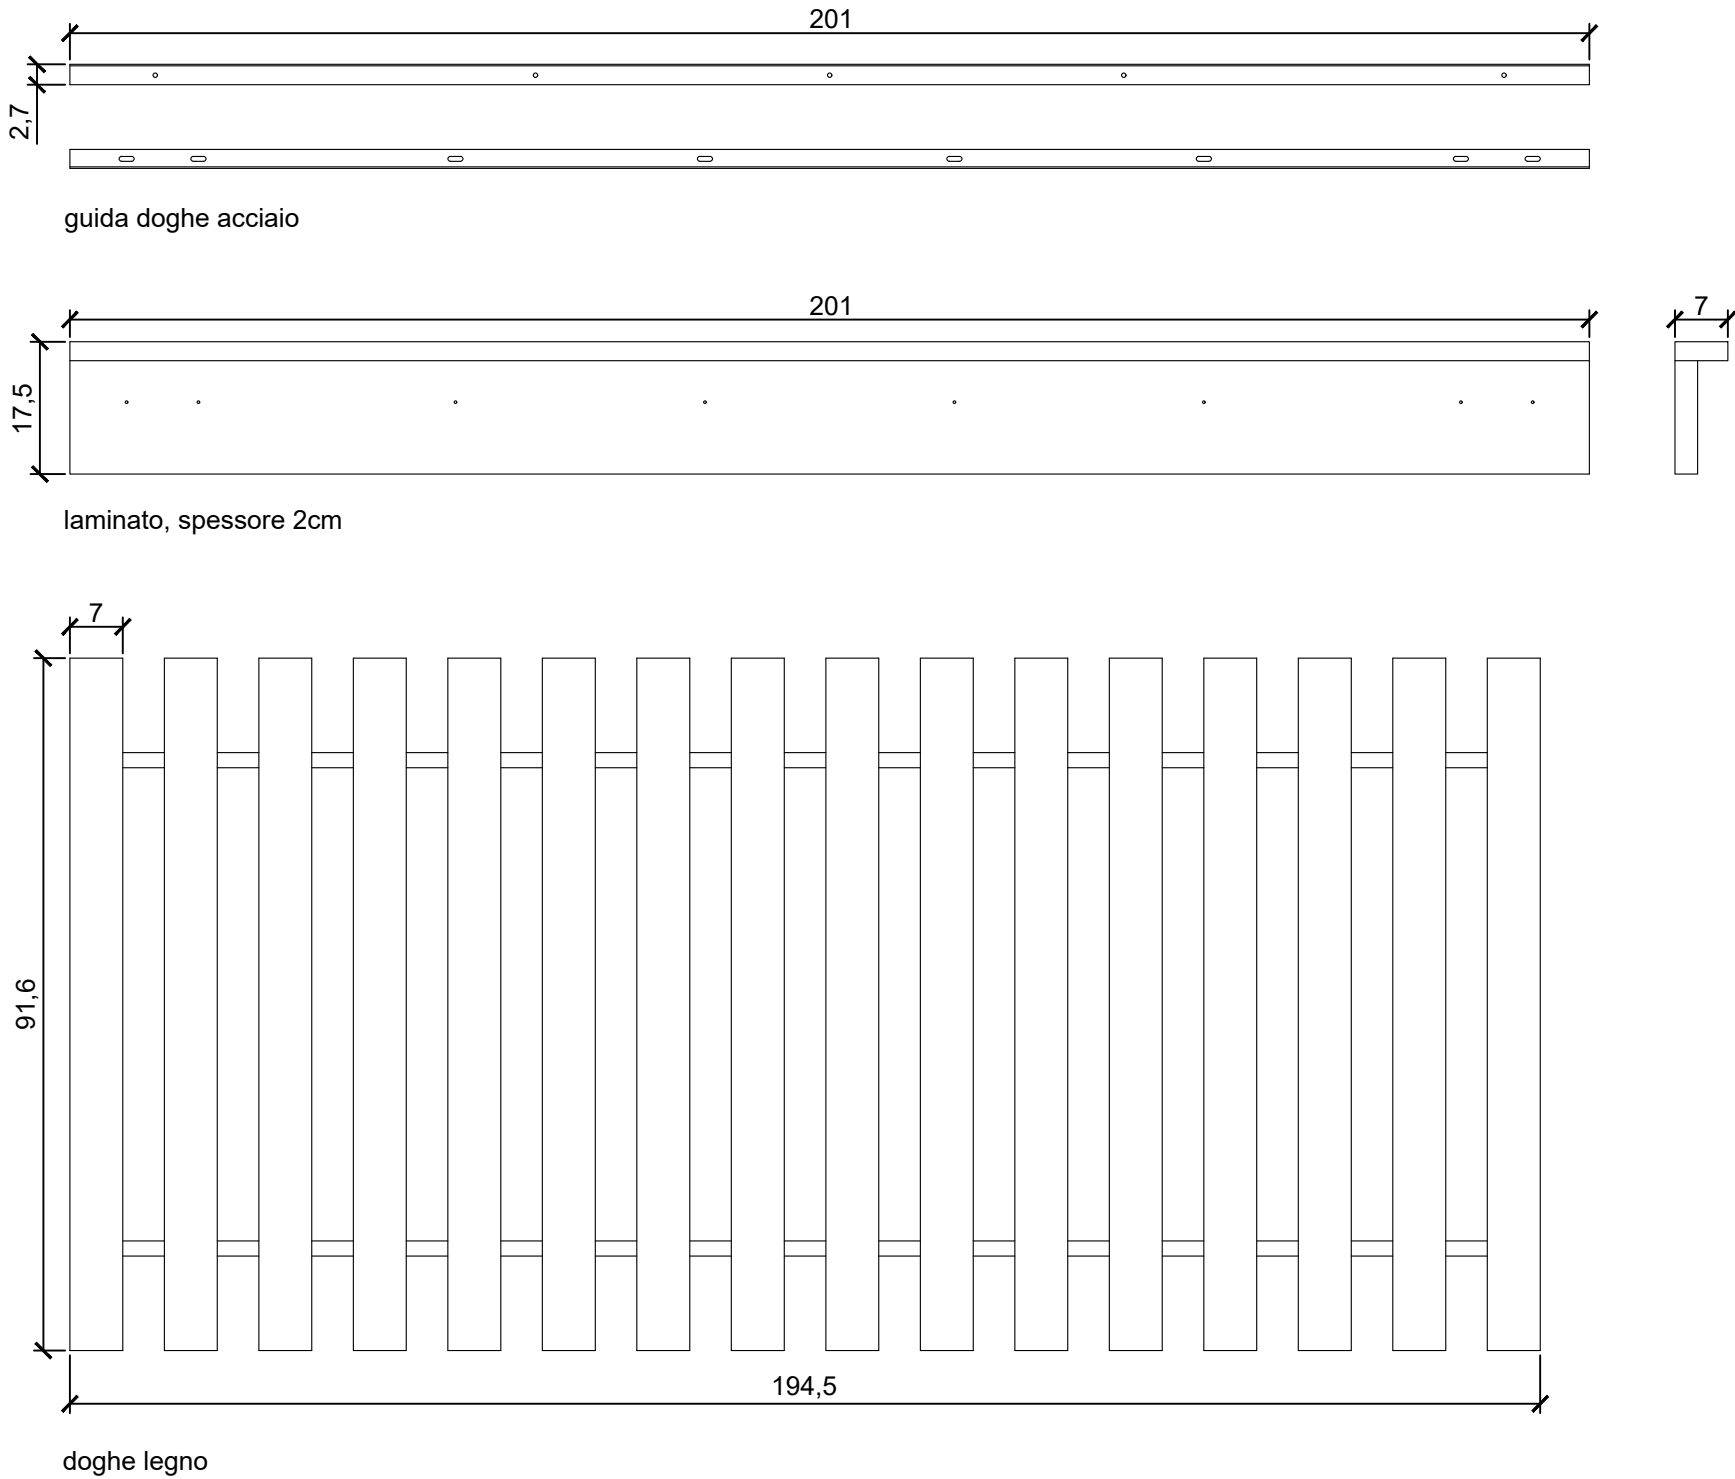 201
2,7
guida doghe acciaio
201
7
17,5
laminato, spessore 2cm
7
91,6
194,5
doghe legno